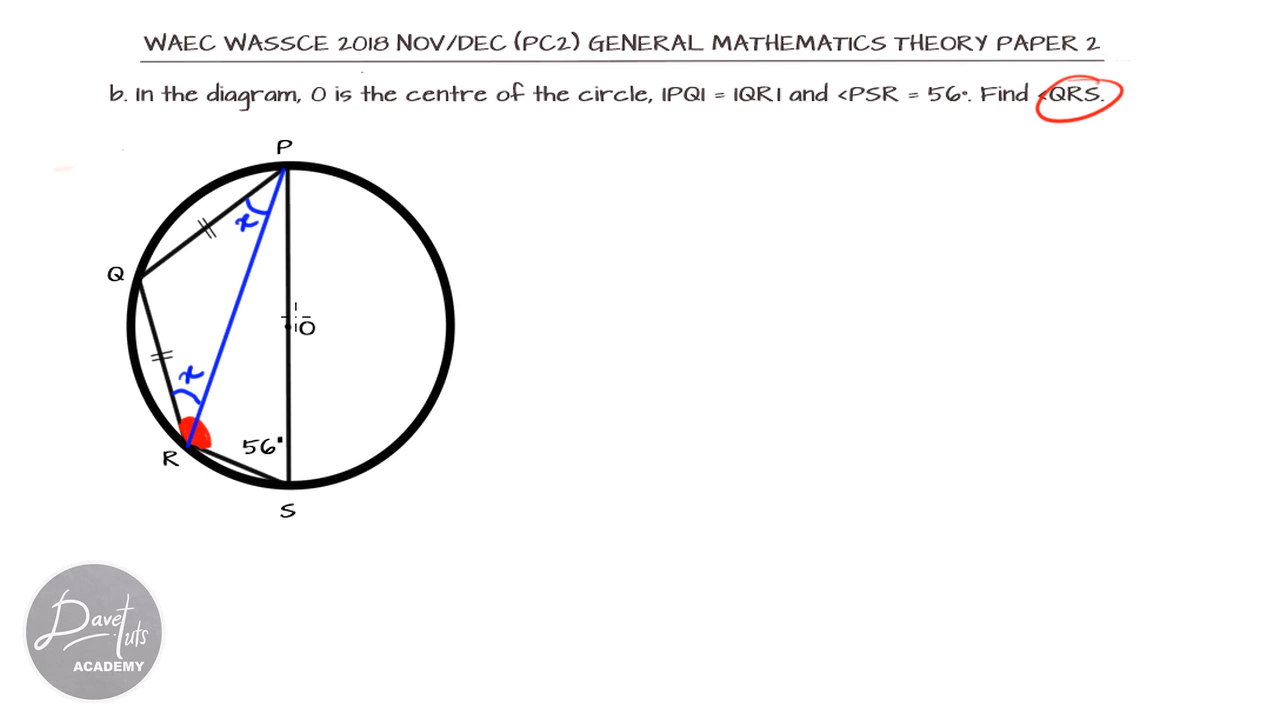 WAEC WASSCE 2018 NOV/DEC (PC2) GENERAL MATHEMATICS THEORY PAPER 2
b. In the diagram, O is the centre of the circle, |PQ| = |QR| and <PSR = 56°. Find <QRS.
P
x
Q
O
x
56°
R
S
Dave Tuts
ACADEMY